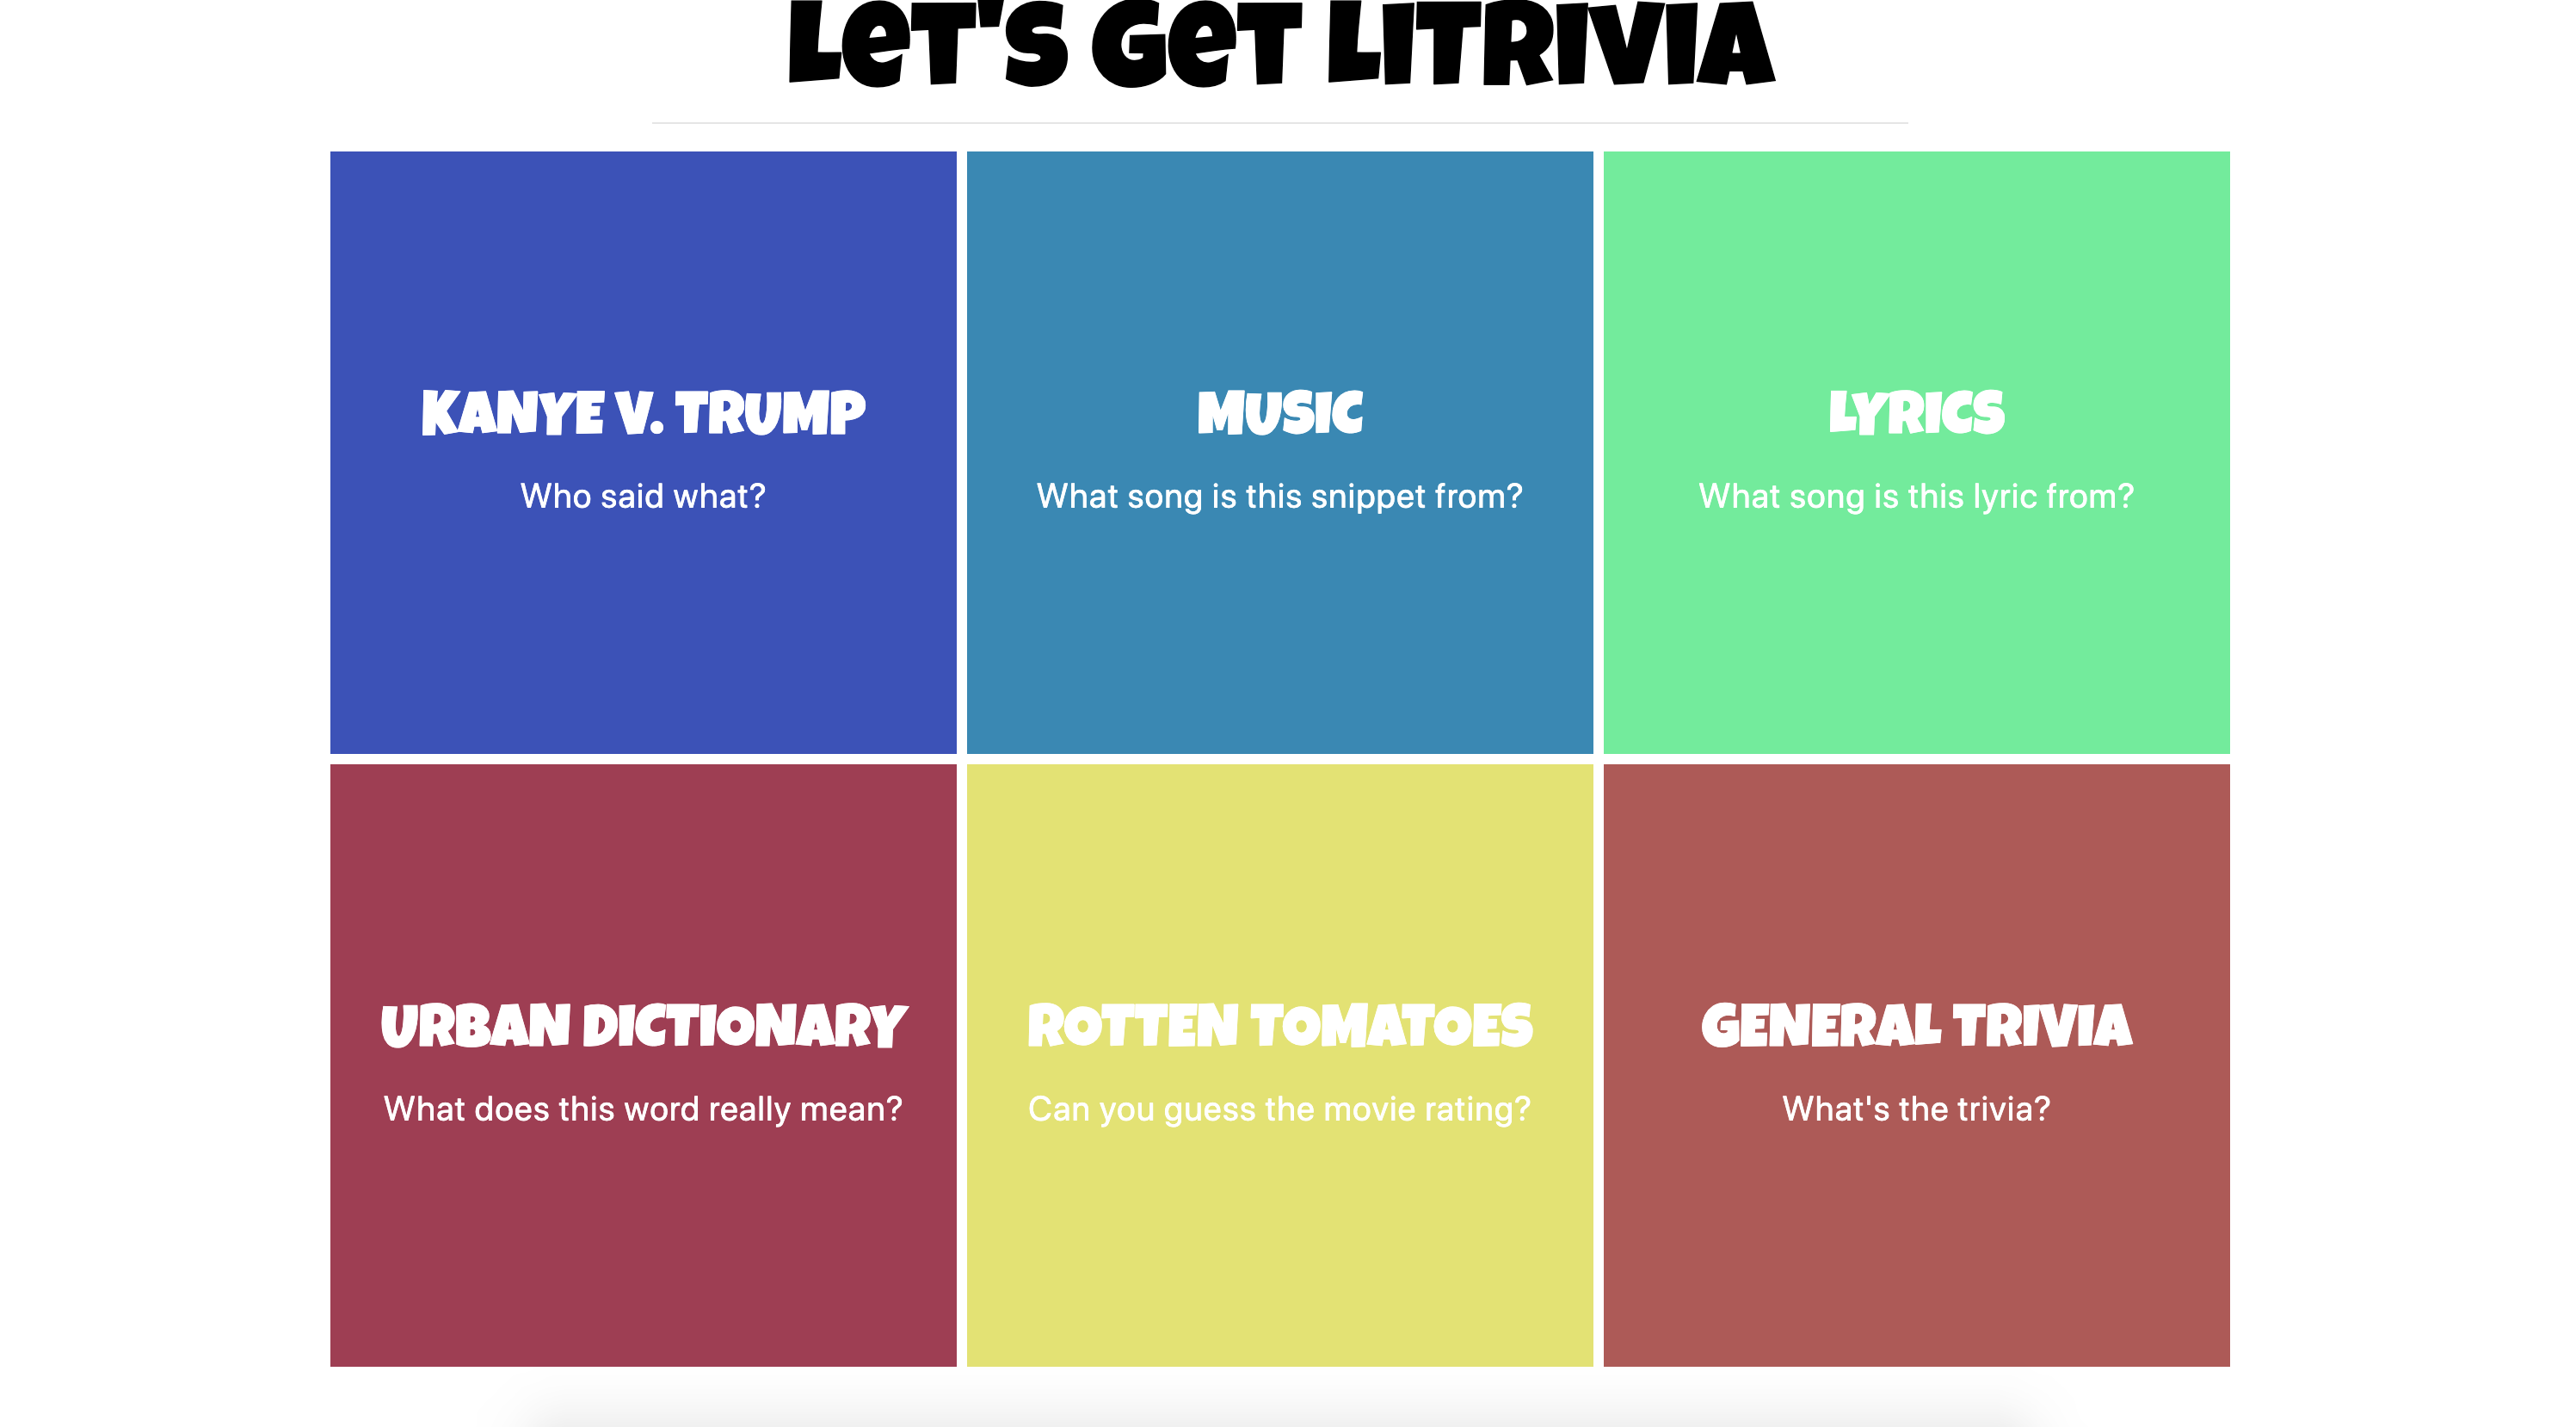 LeT'S GeT LITRIVIA
KANYE V. TRUMP
Who said what?
MUSIC
What song is this snippet from?
LYRICS
What song is this lyric from?
URBAN DICTIONARY
What does this word really mean?
ROTTEN TOMATOES
Can you guess the movie rating?
GENERAL TRIVIA
What's the trivia?